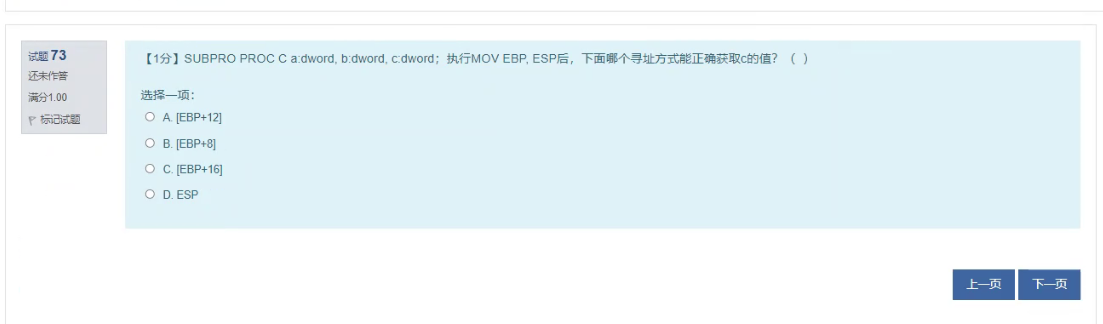 试题 73
还未作答
满分1.00
标记试题
【1分】SUBPRO PROC C a:dword, b:dword, c:dword；执行MOV EBP, ESP后，下面哪个寻址方式能正确获取c的值？（ ）
选择一项：
A. [EBP+12]
B. [EBP+8]
C. [EBP+16]
D. ESP
上一页 下一页